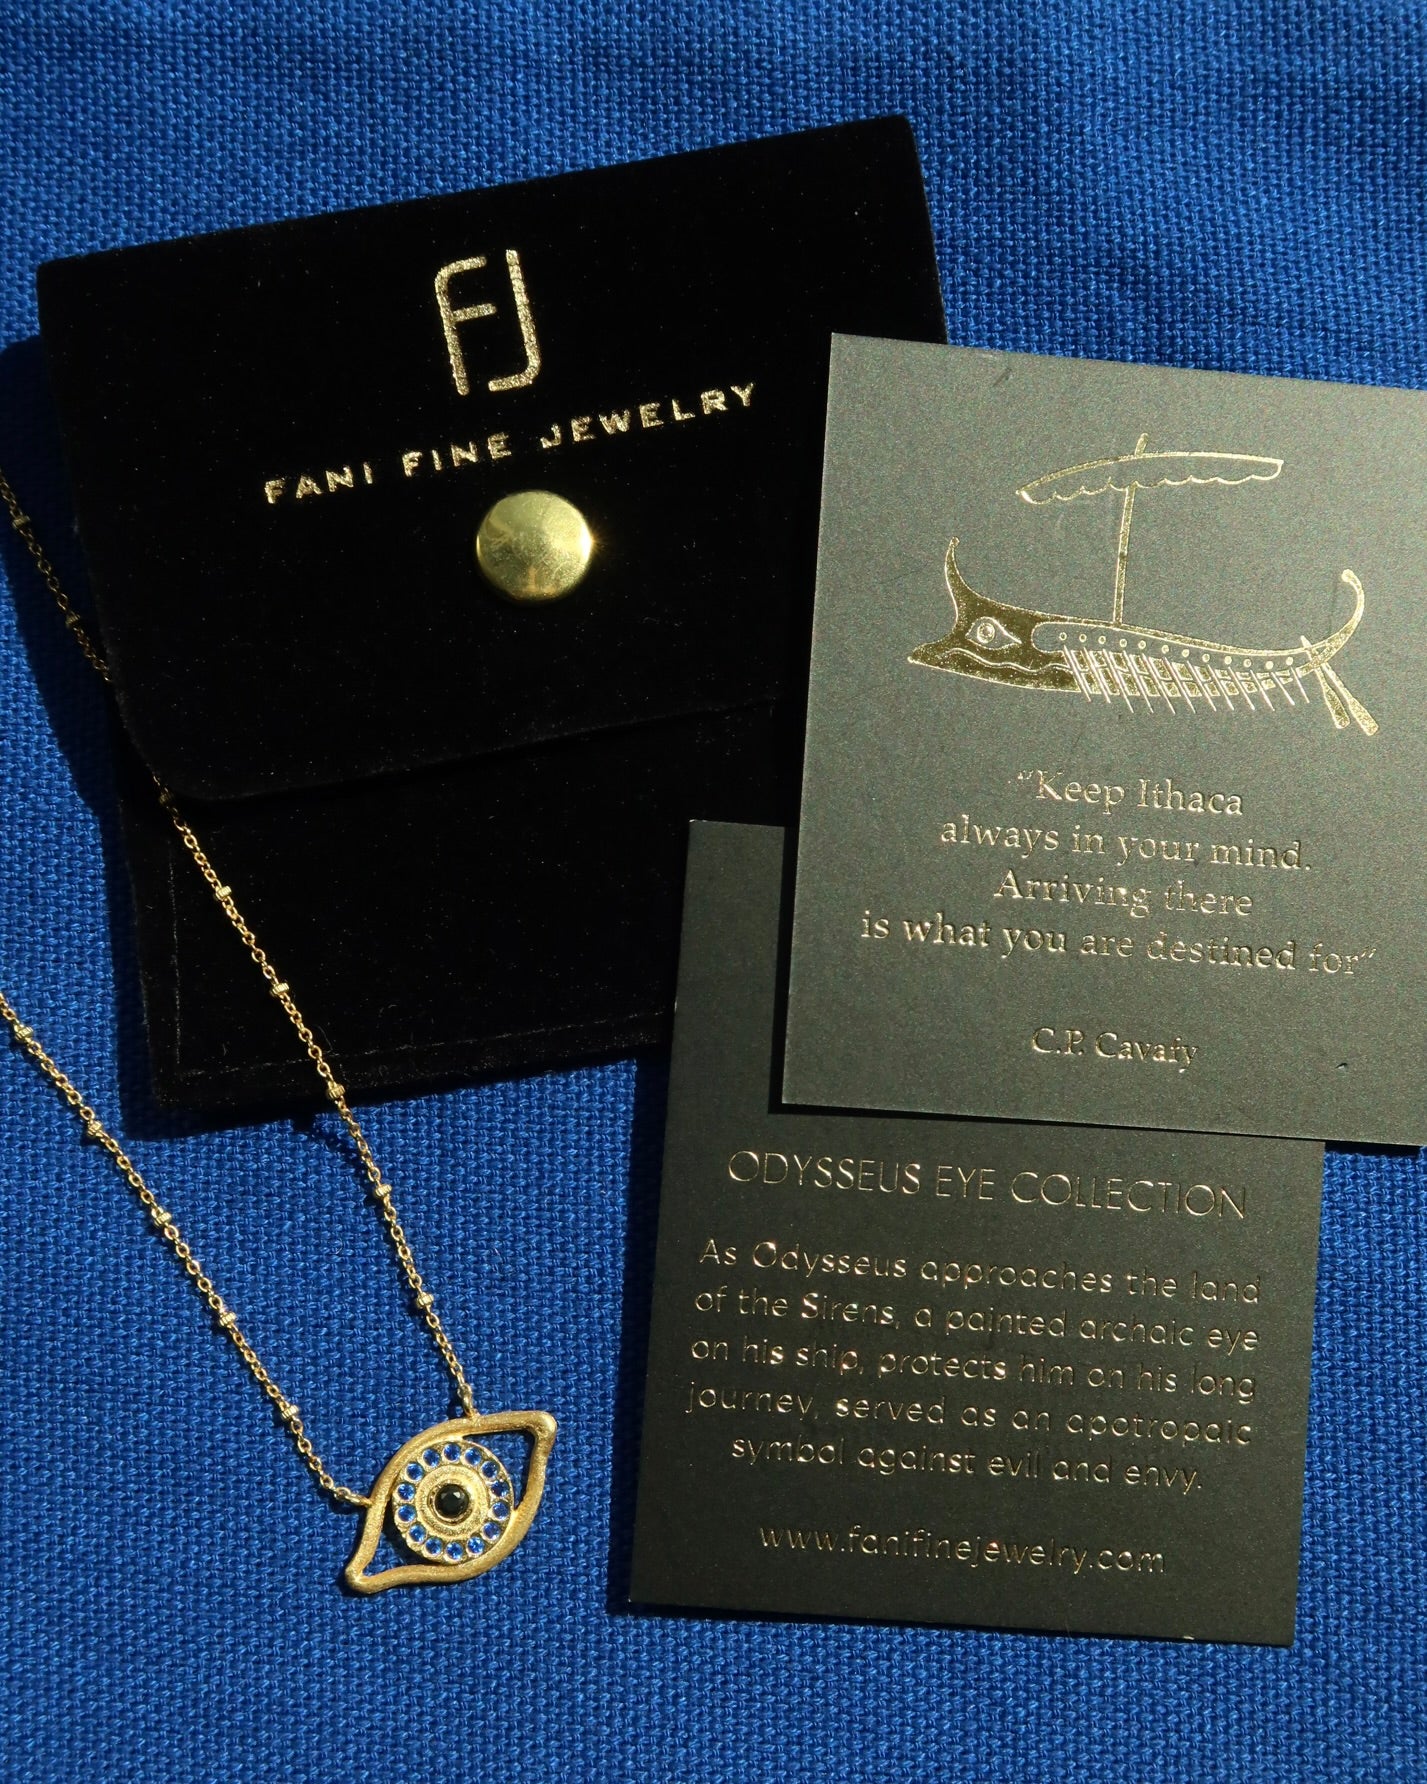 FJ
FANI FINE JEWELRY
"Keep Ithaca
always in your mind.
Arriving there
is what you are destined for"
C.P. Cavafy
ODYSSEUS EYE COLLECTION
As Odysseus approaches the land
of the Sirens, a painted archaic eye
on his ship, protects him on his long
journey, served as an apotropaic
symbol against evil and envy.
www.fanifinejewelry.com